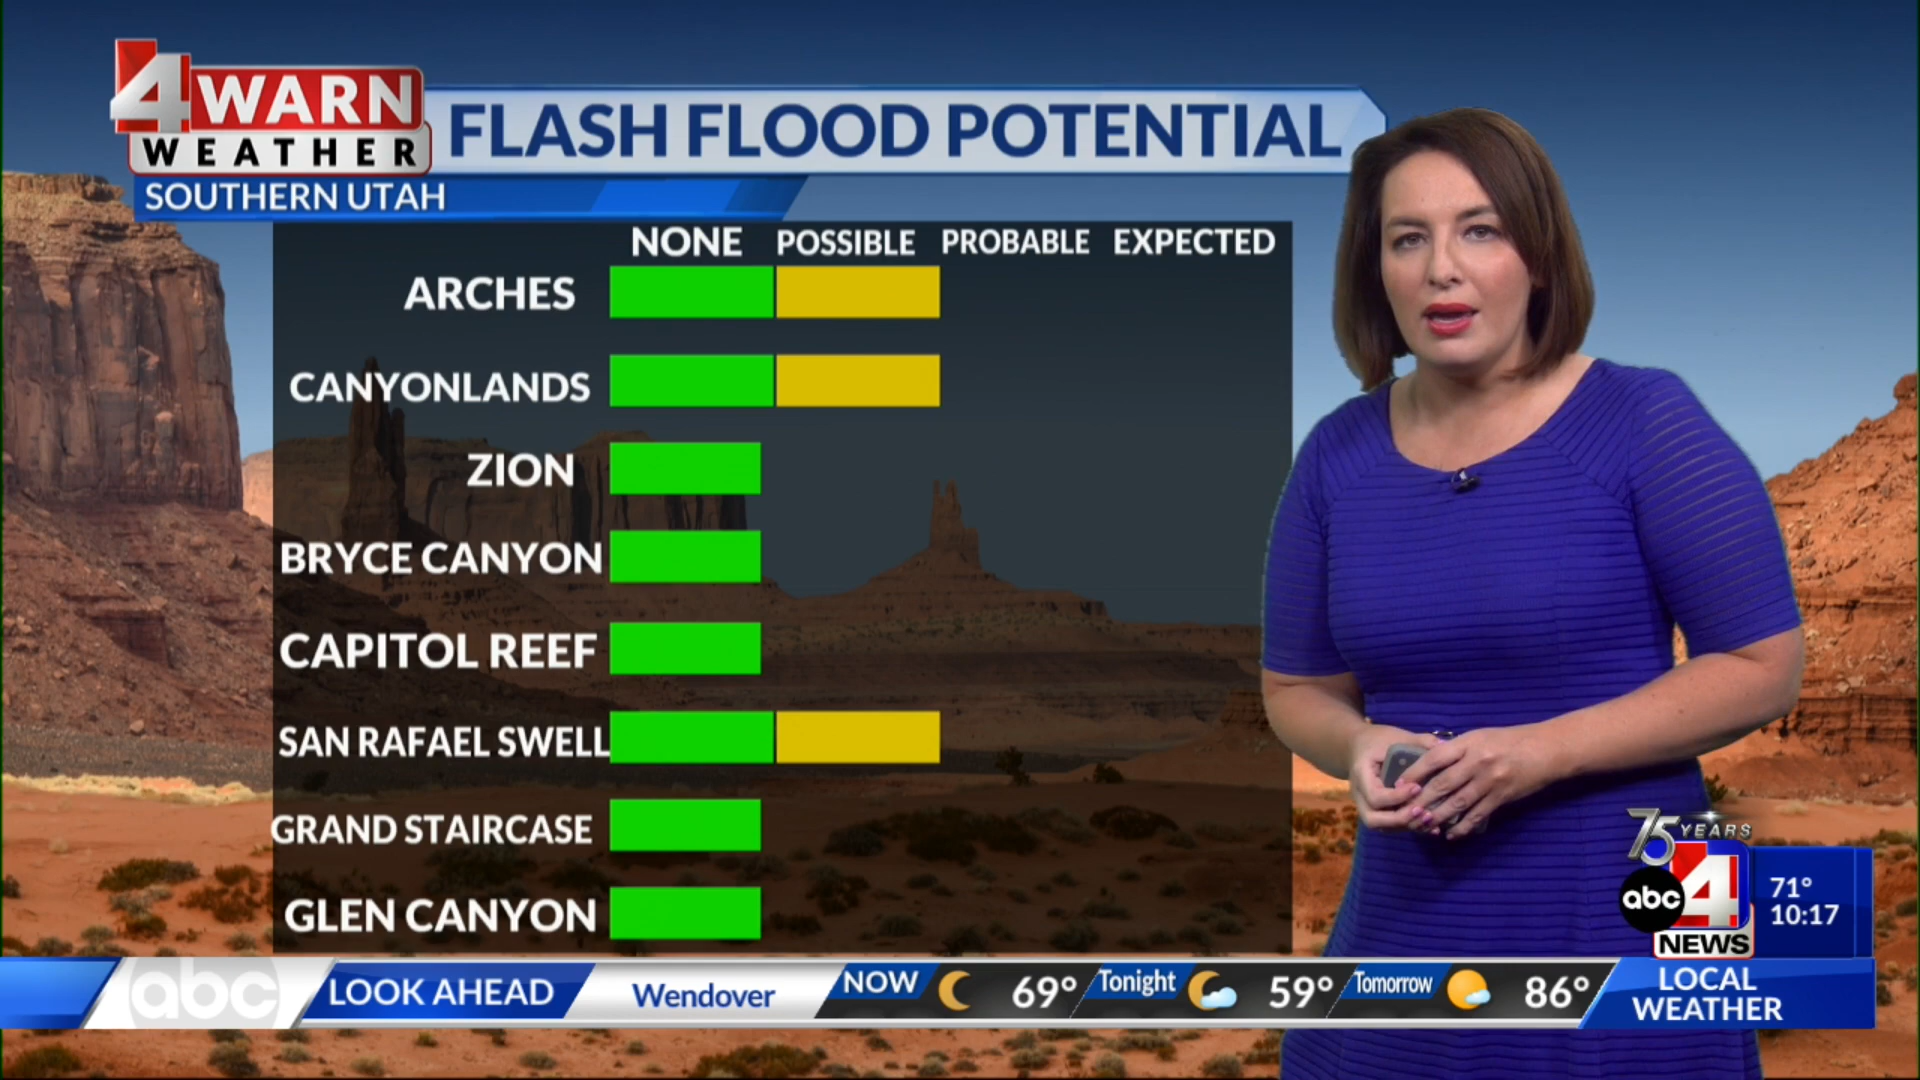 4 WARN
WEATHER
FLASH FLOOD POTENTIAL
SOUTHERN UTAH
NONE POSSIBLE PROBABLE EXPECTED
ARCHES
CANYONLANDS
ZION
BRYCE CANYON
CAPITOL REEF
SAN RAFAEL SWELL
GRAND STAIRCASE
GLEN CANYON
75 YEARS
abc 4
NEWS
71°
10:17
abc
LOOK AHEAD
Wendover
NOW 69°
Tonight 59°
Tomorrow 86°
LOCAL
WEATHER